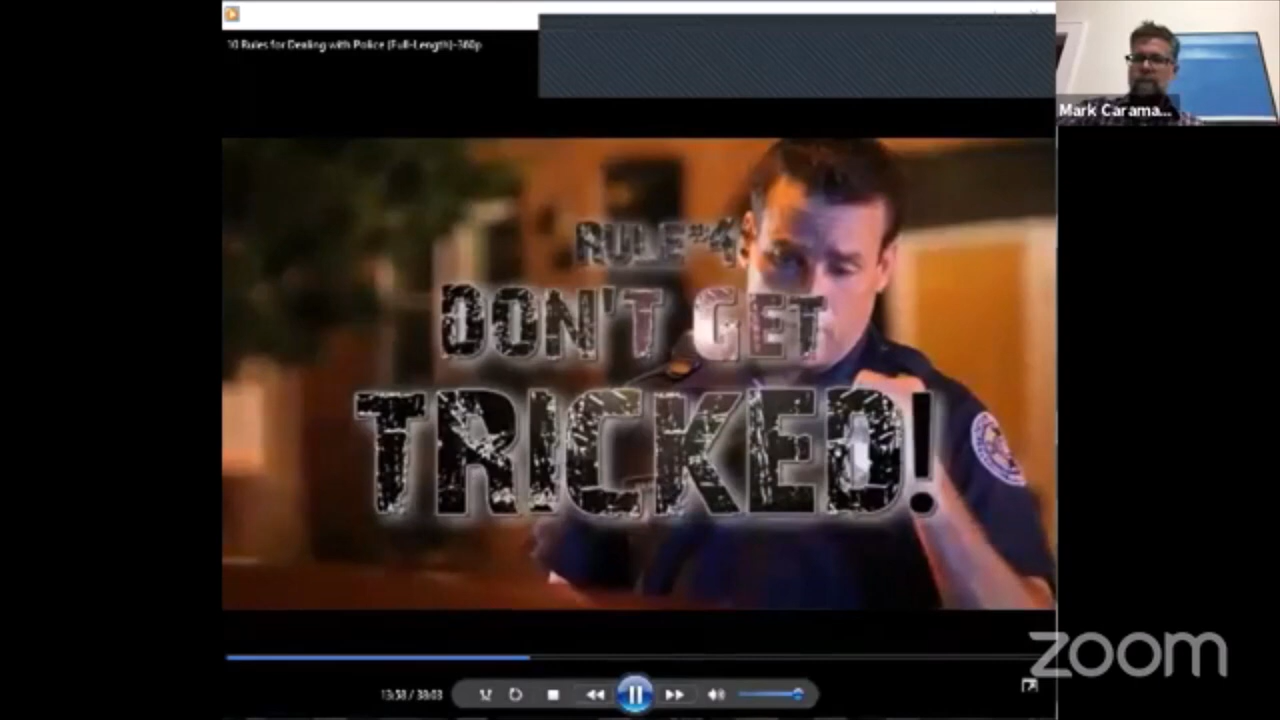 10 Rules for Dealing with Police (Full-Length)-360p
Mark Carama...
RULE #4
DON'T GET
TRICKED!
zoom
13:58 / 38:03